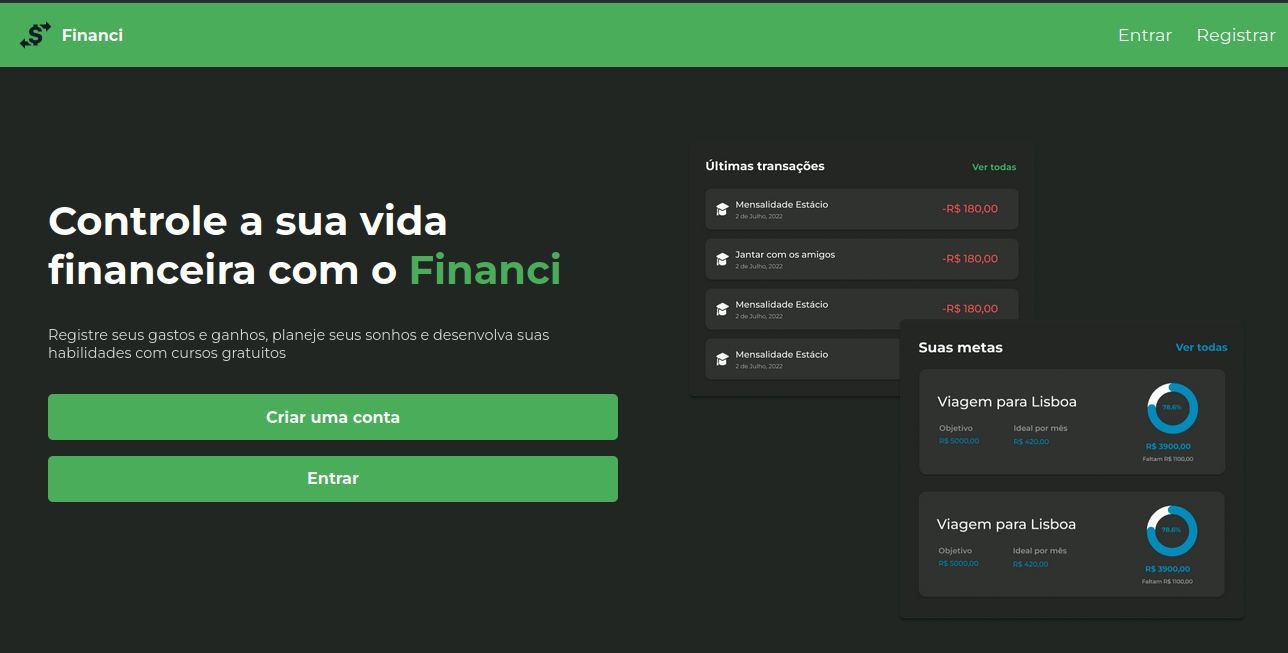 Financi
Entrar
Registrar
Controle a sua vida
financeira com o Financi
Registre seus gastos e ganhos, planeje seus sonhos e desenvolva suas
habilidades com cursos gratuitos
Criar uma conta
Entrar
Últimas transações
Ver todas
Mensalidade Estácio
2 de Julho, 2022
-R$ 180,00
Jantar com os amigos
2 de Julho, 2022
-R$ 180,00
Mensalidade Estácio
2 de Julho, 2022
-R$ 180,00
Mensalidade Estácio
2 de Julho, 2022
Suas metas
Ver todas
Viagem para Lisboa
Objetivo
R$ 5000,00
Ideal por mês
R$ 420,00
78,6%
R$ 3900,00
Faltam R$ 1100,00
Viagem para Lisboa
Objetivo
R$ 5000,00
Ideal por mês
R$ 420,00
78,6%
R$ 3900,00
Faltam R$ 1100,00